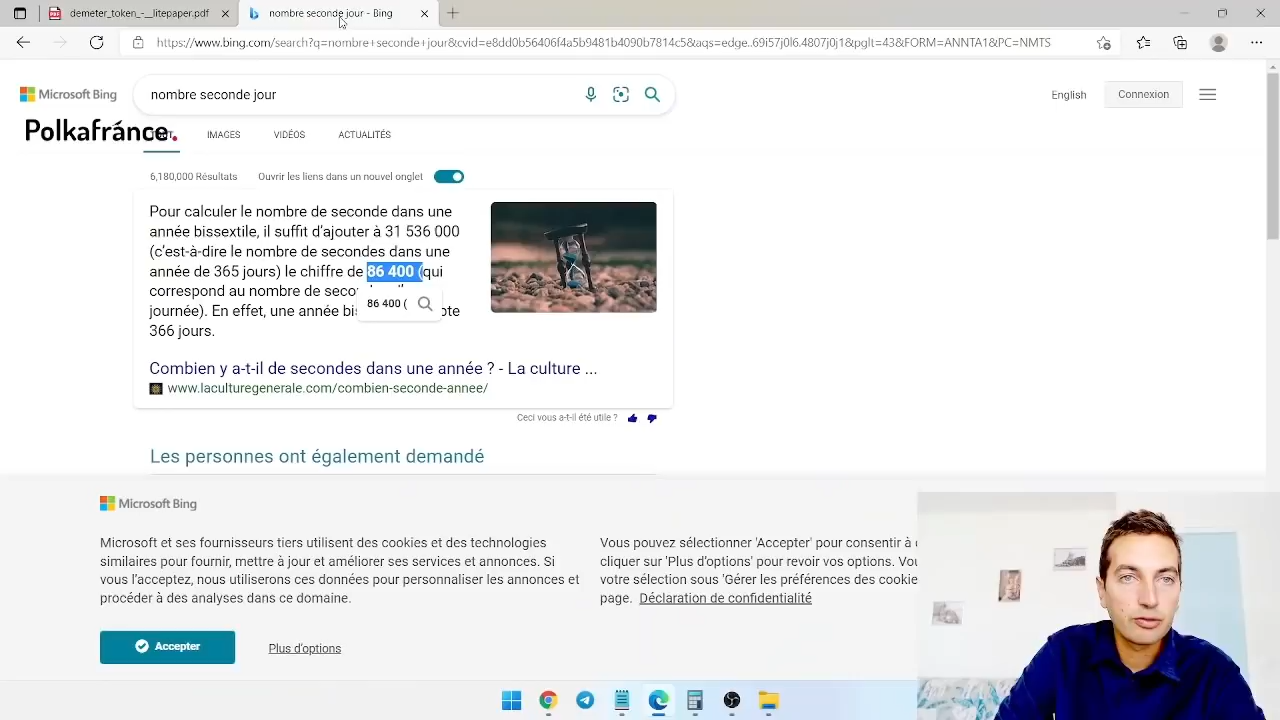 demeter_token_-_litepaper.pdf
nombre seconde jour - Bing
https://www.bing.com/search?q=nombre+seconde+jour&cvid=e8dd0b56406f4a5b9481b4090b7814c5&aqs=edge..69i57j0l6.4807j0j1&pglt=43&FORM=ANNTA1&PC=NMTS
Microsoft Bing
nombre seconde jour
English
Connexion
Polkafrance.
IMAGES
VIDÉOS
ACTUALITÉS
6,180,000 Résultats
Ouvrir les liens dans un nouvel onglet
Pour calculer le nombre de seconde dans une
année bissextile, il suffit d'ajouter à 31 536 000
(c'est-à-dire le nombre de secondes dans une
année de 365 jours) le chiffre de 86 400 (qui
correspond au nombre de
journée). En effet, une année
366 jours.
86 400 (
Combien y a-t-il de secondes dans une année ? - La culture ...
www.laculturegenerale.com/combien-seconde-annee/
Ceci vous a-t-il été utile ?
Les personnes ont également demandé
Microsoft Bing
Microsoft et ses fournisseurs tiers utilisent des cookies et des technologies
similaires pour fournir, mettre à jour et améliorer ses services et annonces. Si
vous l'acceptez, nous utiliserons ces données pour personnaliser les annonces et
procéder à des analyses dans ce domaine.
Vous pouvez sélectionner 'Accepter' pour consentir à
cliquer sur 'Plus d'options' pour revoir vos options.
votre sélection sous 'Gérer les préférences des
page. Déclaration de confidentialité
Accepter
Plus d'options